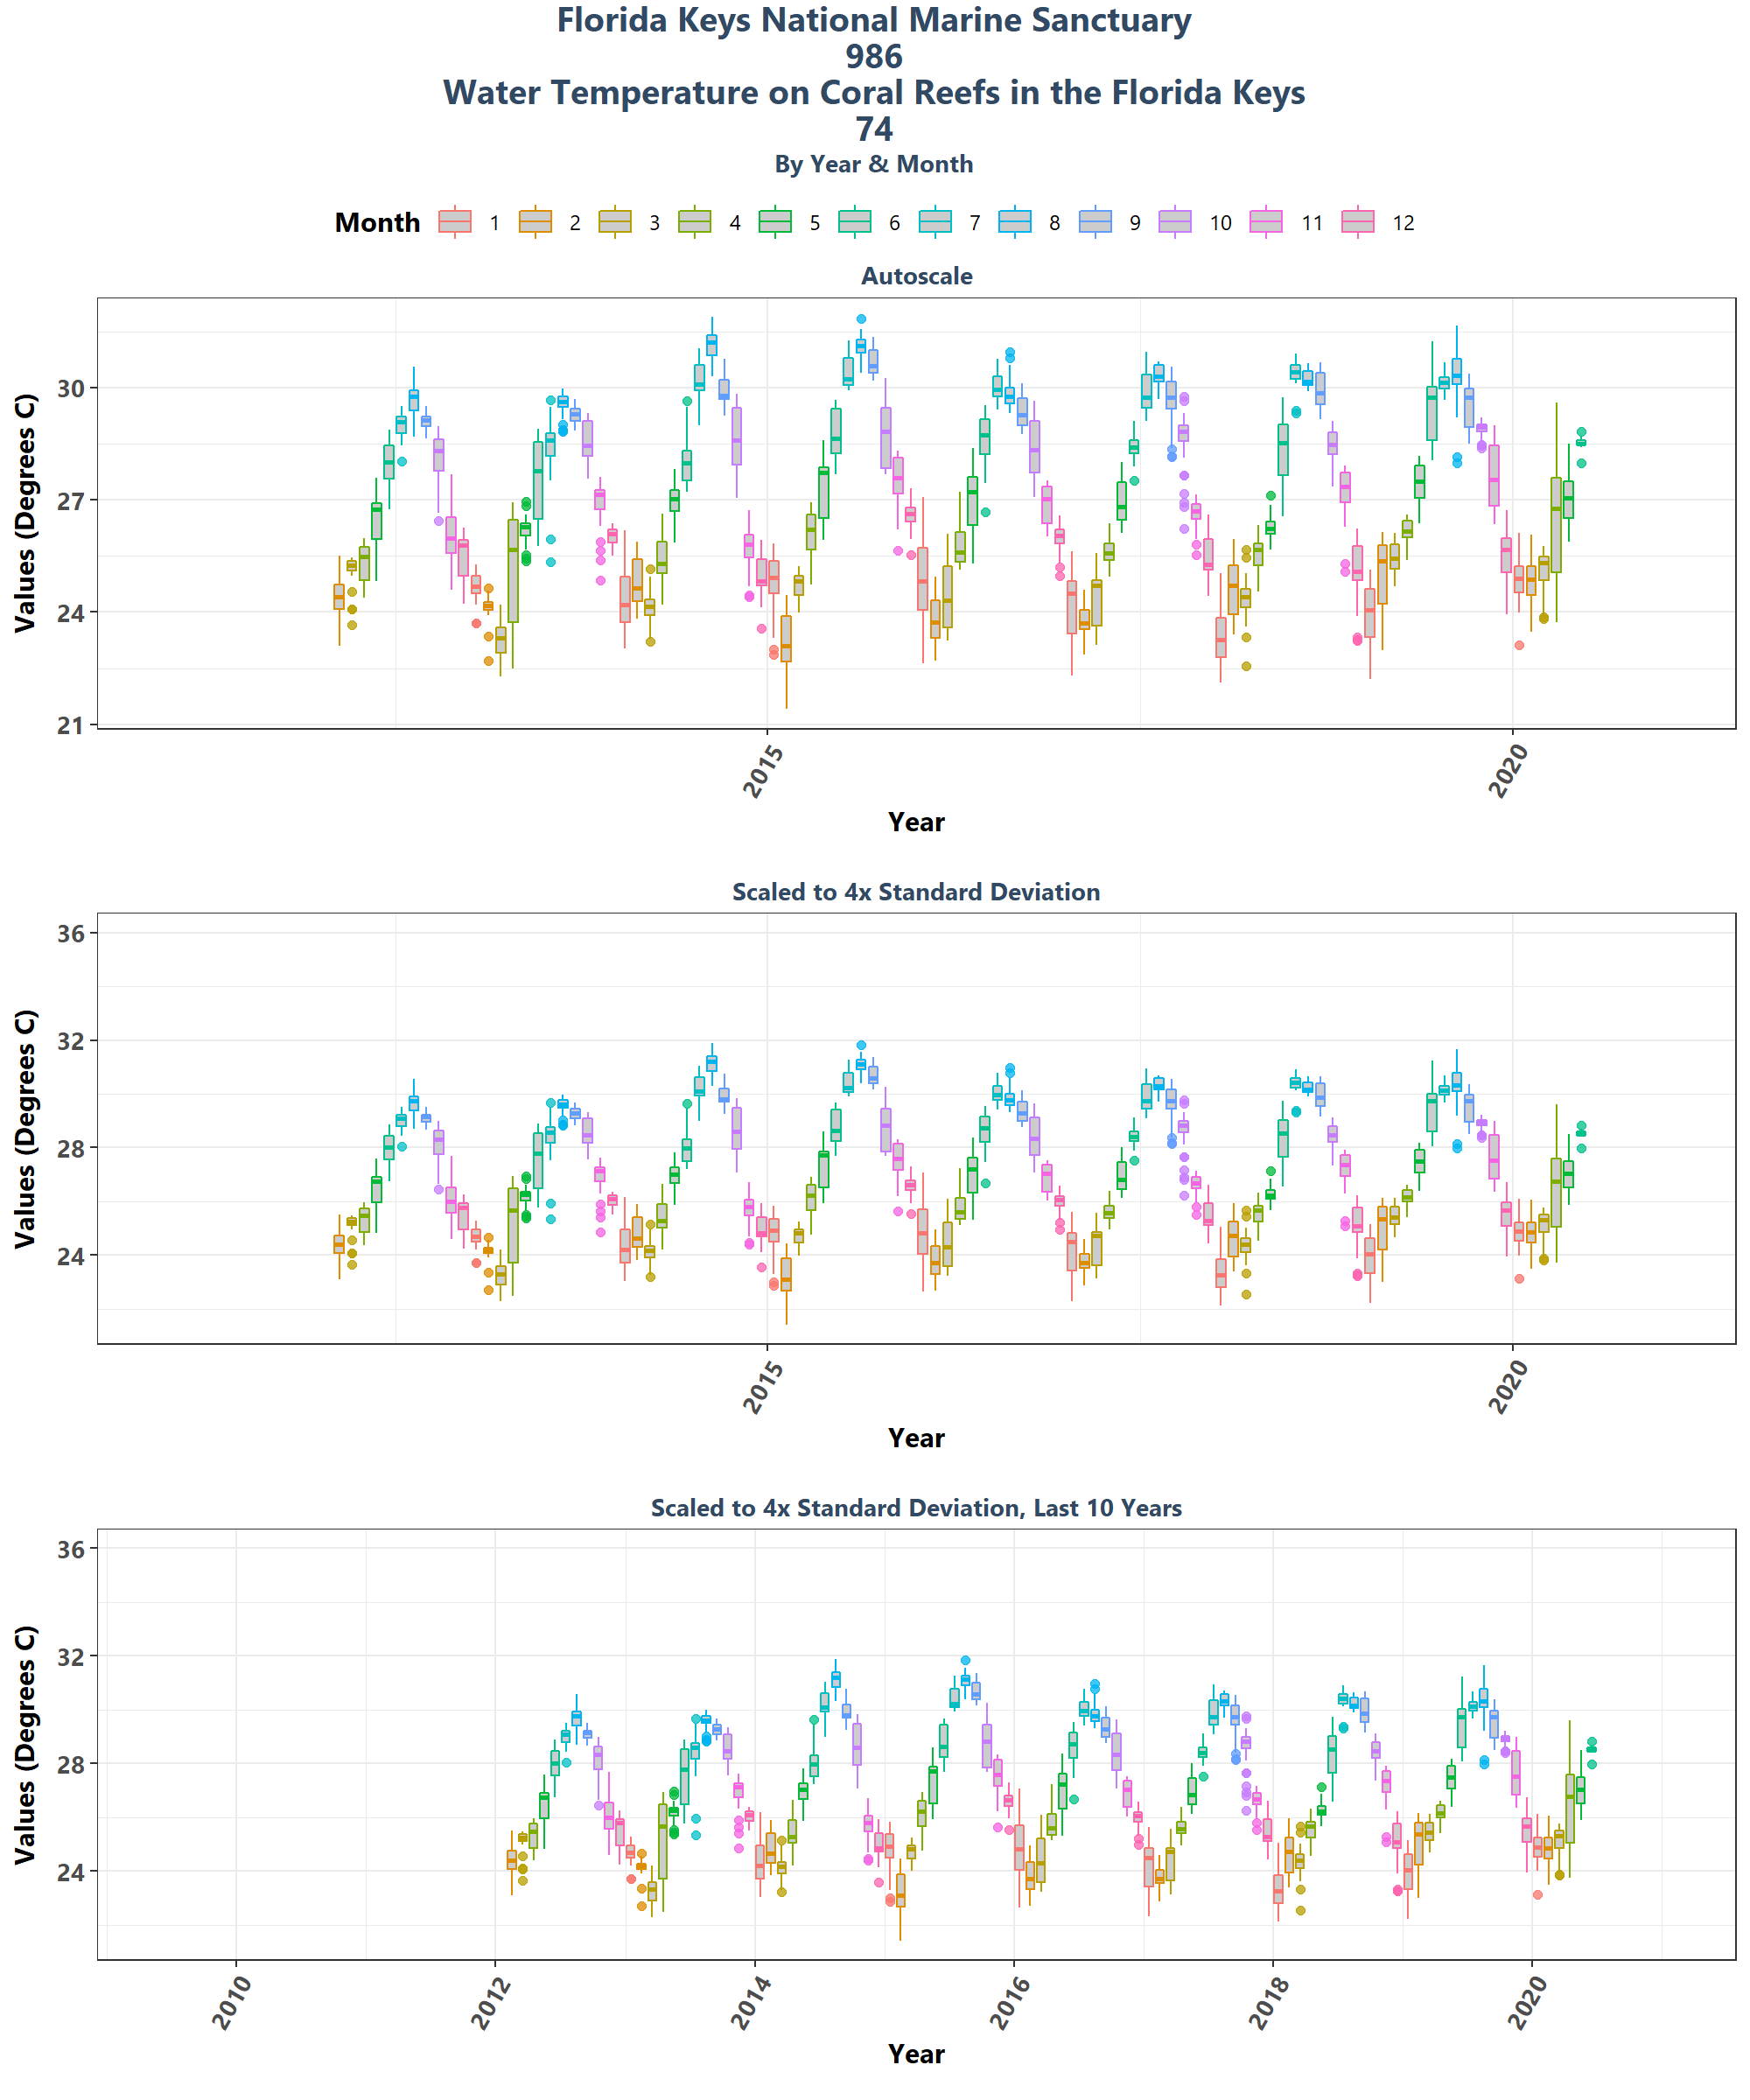 Florida Keys National Marine Sanctuary
986
Water Temperature on Coral Reefs in the Florida Keys
74
By Year & Month
Month 1 2 3 4 5 6 7 8 9 10 11 12
Autoscale
Values (Degrees C)
30
27
24
21
2015 2020
Year
Scaled to 4x Standard Deviation
Values (Degrees C)
36
32
28
24
2015 2020
Year
Scaled to 4x Standard Deviation, Last 10 Years
Values (Degrees C)
36
32
28
24
2010 2012 2014 2016 2018 2020
Year